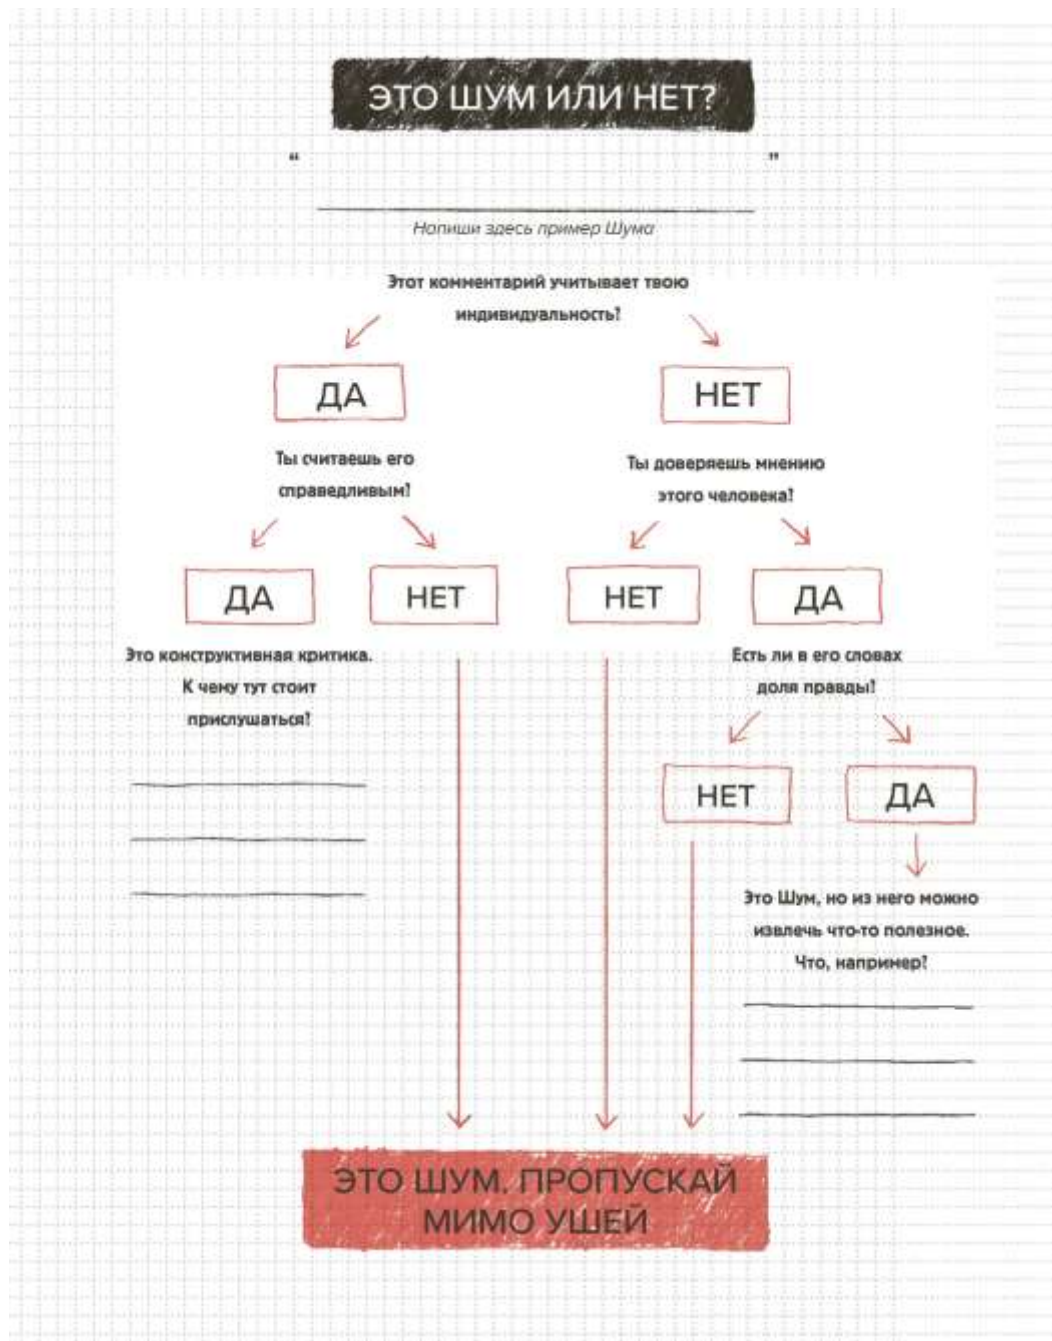 ЭТО ШУМ ИЛИ НЕТ?
“ ”
Напиши здесь пример Шума
Этот комментарий учитывает твою
индивидуальность?
ДА
НЕТ
Ты считаешь его
справедливым?
Ты доверяешь мнению
этого человека?
ДА
НЕТ
НЕТ
ДА
Это конструктивная критика.
К чему тут стоит
прислушаться?
Есть ли в его словах
доля правды?
НЕТ
ДА
Это Шум, но из него можно
извлечь что-то полезное.
Что, например?
ЭТО ШУМ. ПРОПУСКАЙ
МИМО УШЕЙ